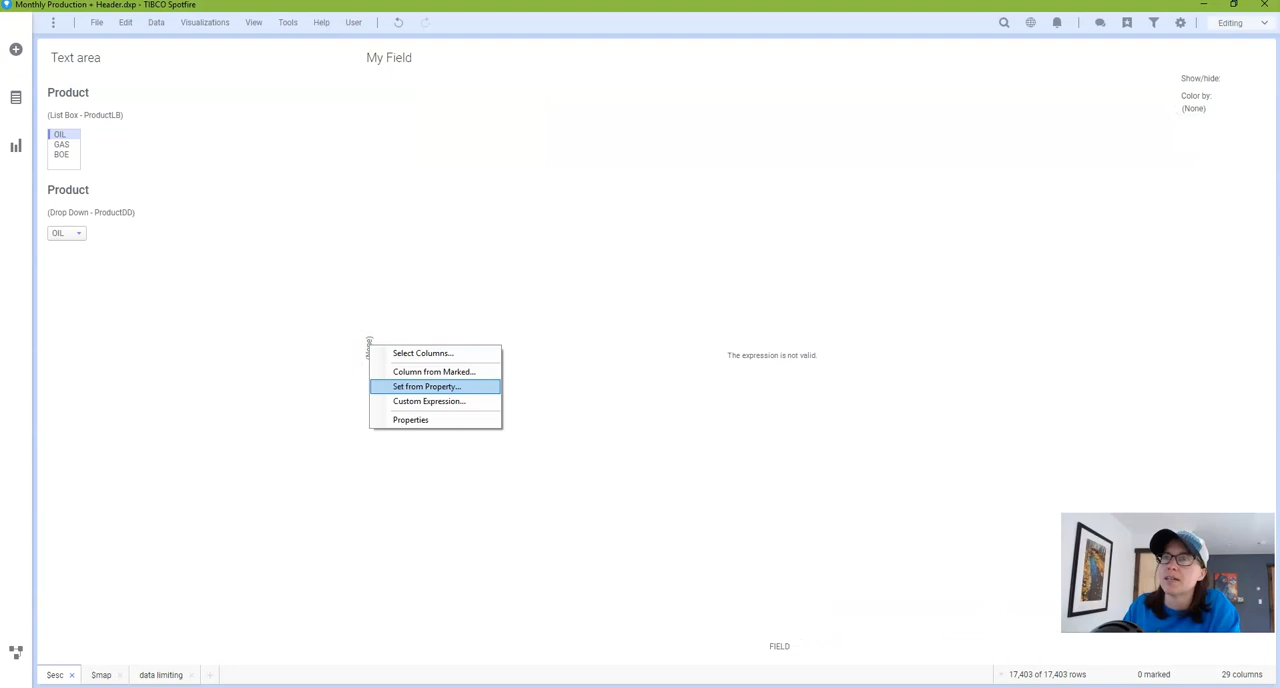 Monthly Production + Header.dxp - TIBCO Spotfire
File Edit Data Visualizations View Tools Help User
Editing
Text area
My Field
Show/hide:
Color by:
(None)
Product
(List Box - ProductLB)
OIL
GAS
BOE
Product
(Drop Down - ProductDD)
OIL
(None)
Select Columns...
Column from Marked...
Set from Property...
Custom Expression...
Properties
The expression is not valid.
FIELD
$esc $map data limiting
17,403 of 17,403 rows 0 marked 29 columns